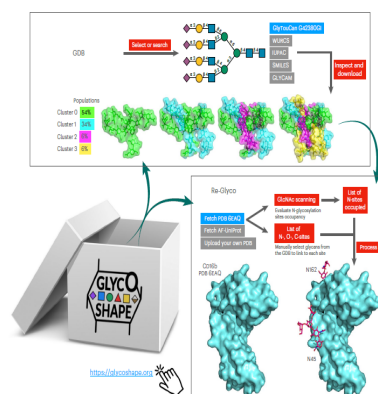 GDB
Select or search
GlyTouCan G42380GI
WURCS
IUPAC
SMILES
GLYCAM
Inspect and
download
Populations
Cluster 0 54%
Cluster 1
Cluster 2
Cluster 3 6%
Re-Glyco
Fetch PDB 6EAQ
Fetch AF UniProt
Upload your own PDB
GlcNAc scanning
Evaluate N-glycosylation
sites occupancy
List of
N-sites
occupied
List of
N-, O-, C-sites
Manually select glycans from
the GDB to link to each site
Process
CD16b
PDB 6EAQ
N162
N45
GLYCO
SHAPE
https://glycoshape.org